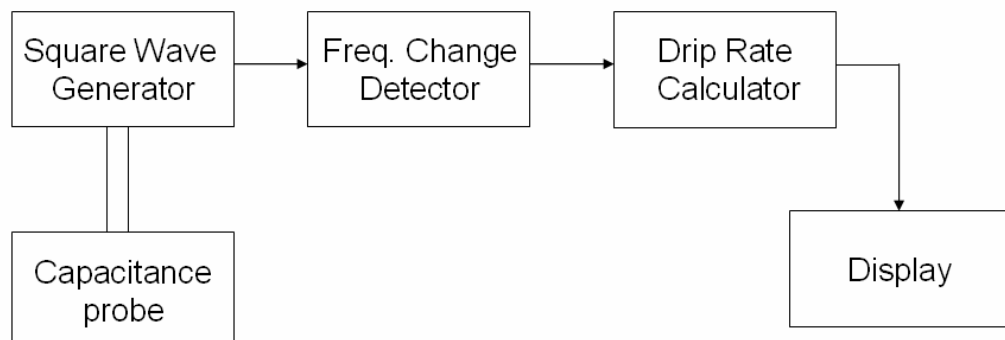 Square Wave
Generator
Freq. Change
Detector
Drip Rate
Calculator
Capacitance
probe
Display